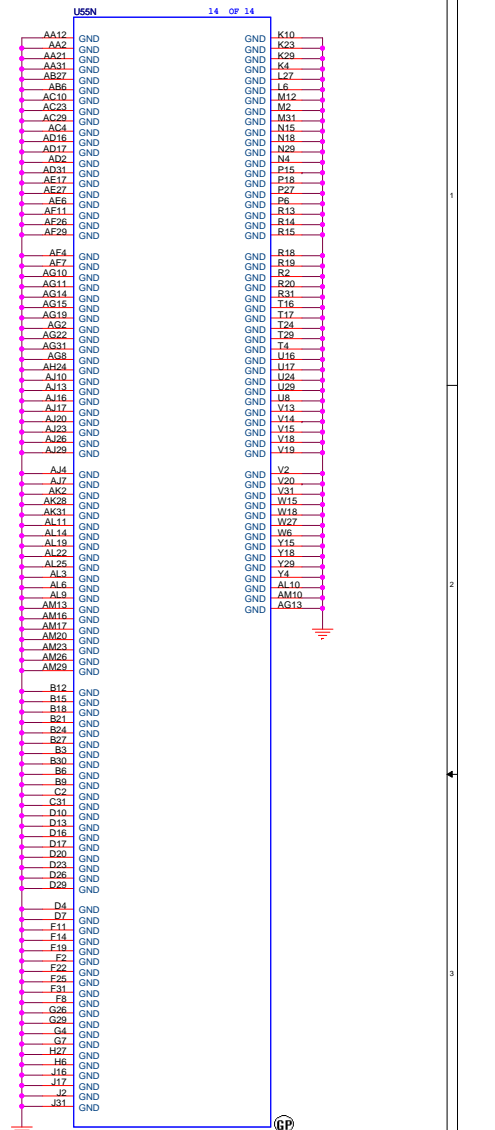 U55N 14 OF 14
AA12 GND GND K10
AA2 GND GND K23
AA21 GND GND K29
AA31 GND GND K4
AB27 GND GND L27
AB6 GND GND L6
AC10 GND GND M12
AC23 GND GND M2
AC29 GND GND M31
AC4 GND GND N15
AD16 GND GND N18
AD17 GND GND N29
AD2 GND GND N4
AD31 GND GND P15
AE17 GND GND P18
AE27 GND GND P27
AE6 GND GND P6
AF11 GND GND R13
AF26 GND GND R14
AF29 GND GND R15
AF4 GND GND R18
AF7 GND GND R19
AG10 GND GND R2
AG11 GND GND R20
AG14 GND GND R31
AG15 GND GND T16
AG19 GND GND T17
AG2 GND GND T24
AG22 GND GND T29
AG31 GND GND T4
AG8 GND GND U16
AH24 GND GND U17
AJ10 GND GND U24
AJ13 GND GND U29
AJ16 GND GND U8
AJ17 GND GND V13
AJ20 GND GND V14
AJ23 GND GND V15
AJ26 GND GND V18
AJ29 GND GND V19
AJ4 GND GND V2
AJ7 GND GND V20
AK2 GND GND V31
AK28 GND GND W15
AK31 GND GND W18
AL11 GND GND W27
AL14 GND GND W6
AL19 GND GND Y15
AL22 GND GND Y18
AL25 GND GND Y29
AL3 GND GND Y4
AL6 GND GND AL10
AL9 GND GND AM10
AM13 GND GND AG13
AM16 GND
AM17 GND
AM20 GND
AM23 GND
AM26 GND
AM29 GND
B12 GND
B15 GND
B18 GND
B21 GND
B24 GND
B27 GND
B3 GND
B30 GND
B6 GND
B9 GND
C2 GND
C31 GND
D10 GND
D13 GND
D16 GND
D17 GND
D20 GND
D23 GND
D26 GND
D29 GND
D4 GND
D7 GND
F11 GND
F14 GND
F19 GND
F2 GND
F22 GND
F25 GND
F31 GND
F8 GND
G26 GND
G29 GND
G4 GND
G7 GND
H27 GND
H6 GND
J16 GND
J17 GND
J2 GND
J31 GND
GP
1
2
3